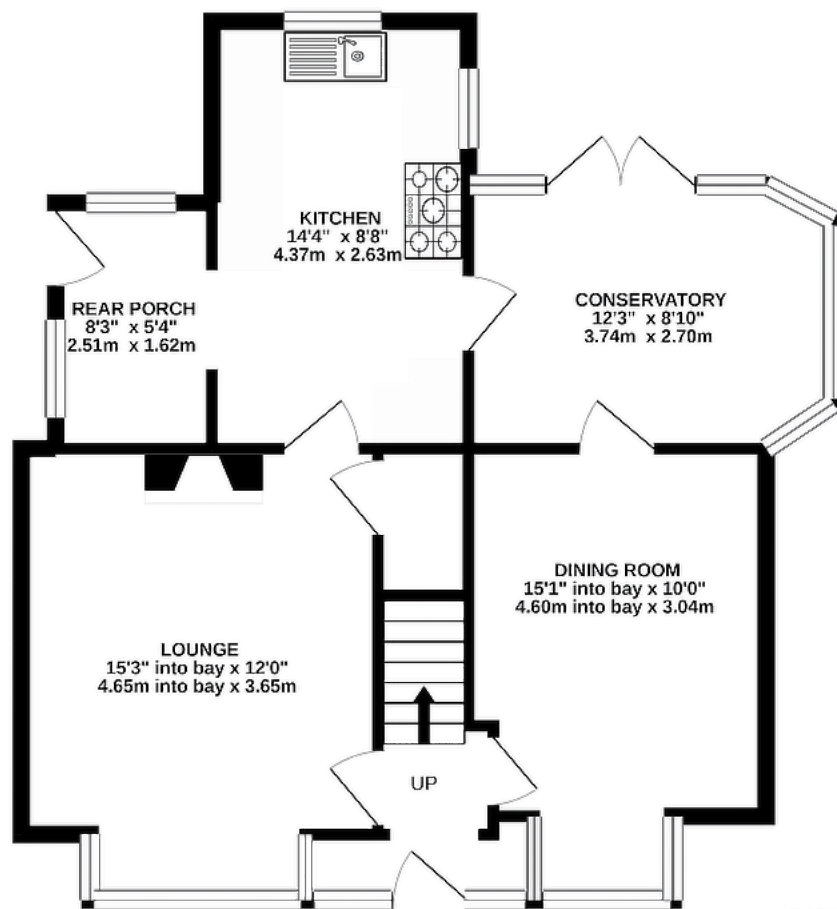 KITCHEN
14'4" x 8'8"
4.37m x 2.63m
REAR PORCH
8'3" x 5'4"
2.51m x 1.62m
CONSERVATORY
12'3" x 8'10"
3.74m x 2.70m
DINING ROOM
15'1" into bay x 10'0"
4.60m into bay x 3.04m
LOUNGE
15'3" into bay x 12'0"
4.65m into bay x 3.65m
UP